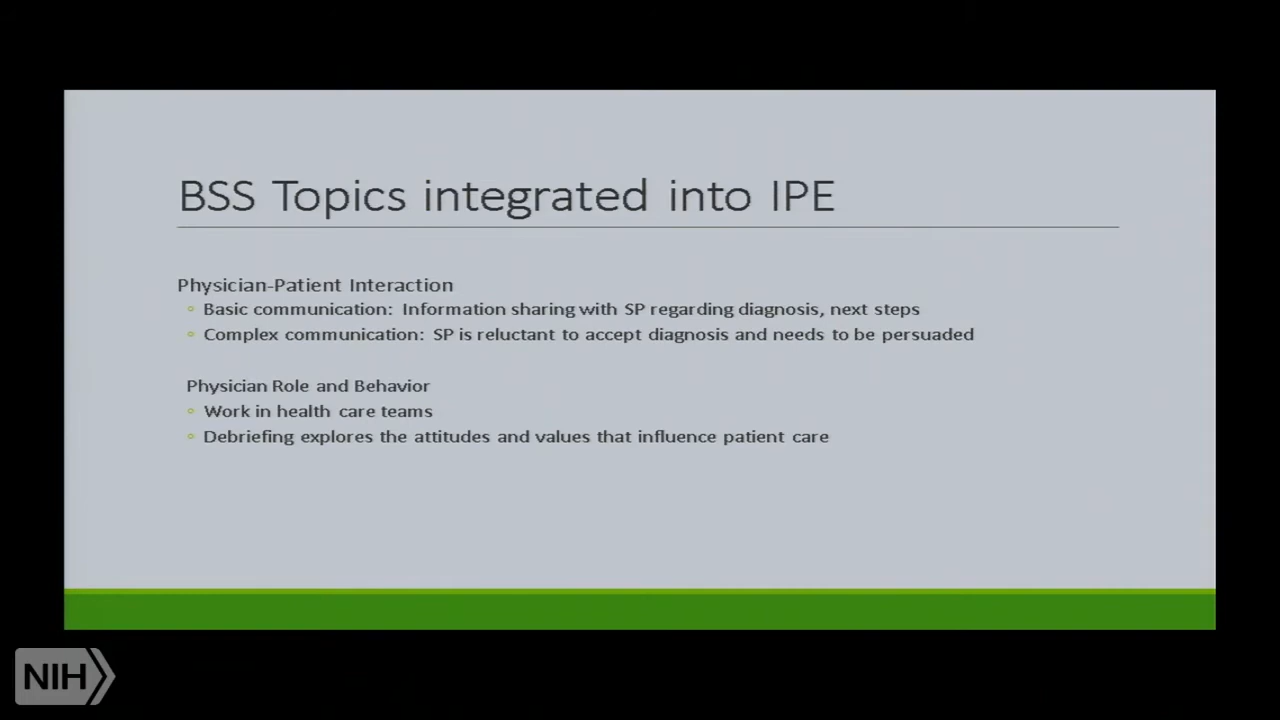 BSS Topics integrated into IPE
Physician-Patient Interaction
Basic communication: Information sharing with SP regarding diagnosis, next steps
Complex communication: SP is reluctant to accept diagnosis and needs to be persuaded
Physician Role and Behavior
Work in health care teams
Debriefing explores the attitudes and values that influence patient care
NIH